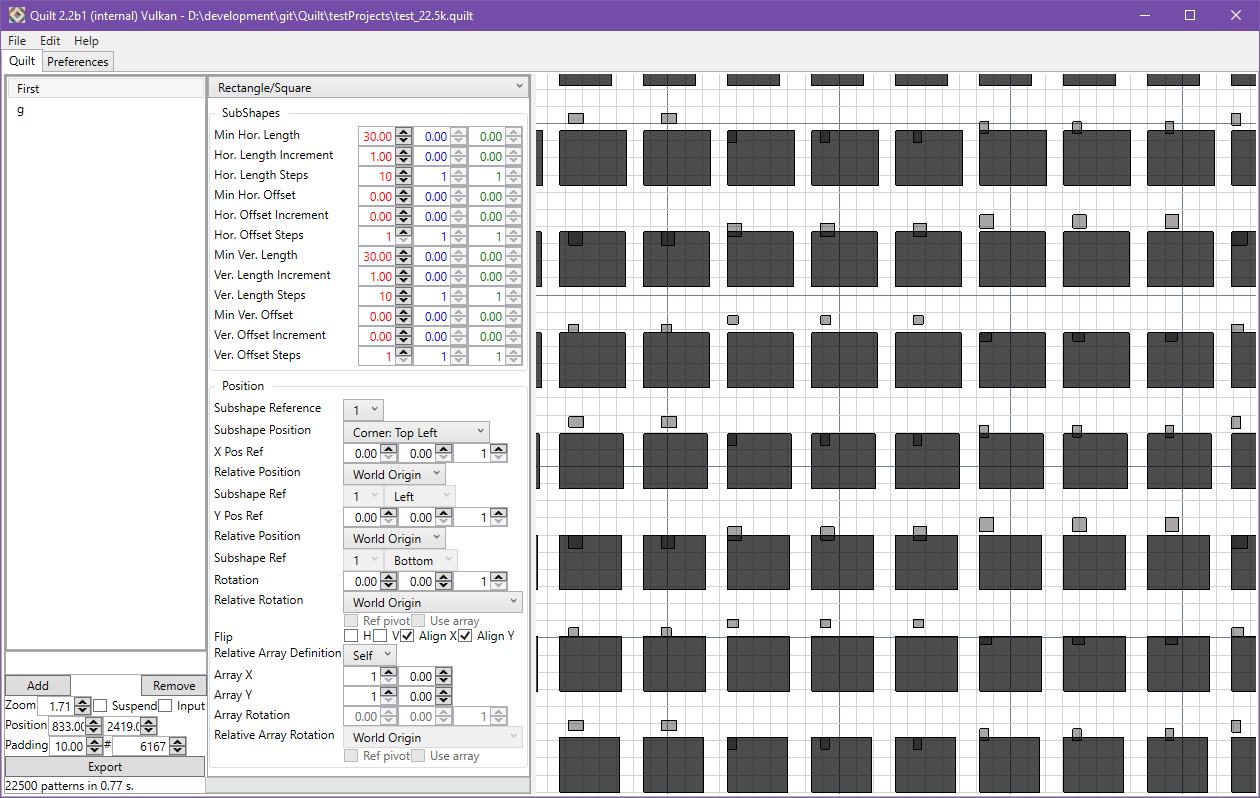 Quilt 2.2b1 (internal) Vulkan - D:\development\git\Quilt\testProjects\test_22.5k.quilt
File Edit Help
Quilt Preferences
First
g
Rectangle/Square
SubShapes
Min Hor. Length 30.00 0.00 0.00
Hor. Length Increment 1.00 0.00 0.00
Hor. Length Steps 10 1 1
Min Hor. Offset 0.00 0.00 0.00
Hor. Offset Increment 0.00 0.00 0.00
Hor. Offset Steps 1 1 1
Min Ver. Length 30.00 0.00 0.00
Ver. Length Increment 1.00 0.00 0.00
Ver. Length Steps 10 1 1
Min Ver. Offset 0.00 0.00 0.00
Ver. Offset Increment 0.00 0.00 0.00
Ver. Offset Steps 1 1 1
Position
Subshape Reference 1
Subshape Position Corner: Top Left
X Pos Ref 0.00 0.00 1
Relative Position World Origin
Subshape Ref 1 Left
Y Pos Ref 0.00 0.00 1
Relative Position World Origin
Subshape Ref 1 Bottom
Rotation 0.00 0.00 1
Relative Rotation World Origin
Ref pivot Use array
Flip H V Align X Align Y
Relative Array Definition Self
Array X 1 0.00
Array Y 1 0.00
Array Rotation 0.00 0.00 1
Relative Array Rotation World Origin
Ref pivot Use array
Add Remove
Zoom 1.71 Suspend Input
Position 833.00 2419.0
Padding 10.00 # 6167
Export
22500 patterns in 0.77 s.